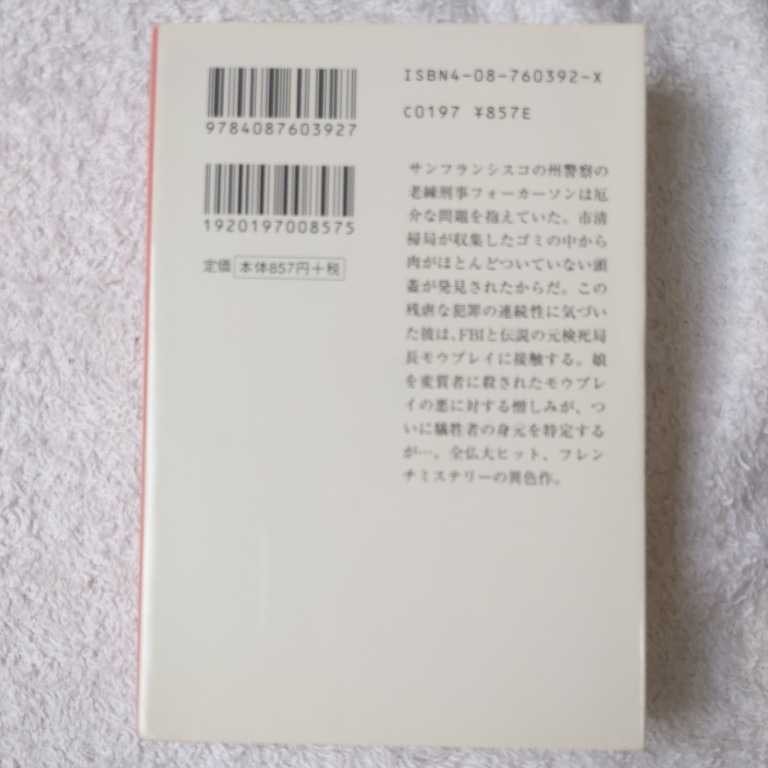 9784087603927
1920197008575
定価 本体857円+税
ISBN4-08-760392-X
C0197 ¥857E
サンフランシスコの州警察の
老練刑事フォーカーソンは厄
介な問題を抱えていた。市清
掃局が収集したゴミの中から
肉がほとんどついていない頭
蓋が発見されたからだ。この
残虐な犯罪の連続性に気づい
た彼は、FBIと伝説の元検死局
長モウブレイに接触する。娘
を変質者に殺されたモウブレ
イの悪に対する憎しみが、つ
いに犠牲者の身元を特定する
が…。全仏大ヒット、フレン
チミステリーの異色作。